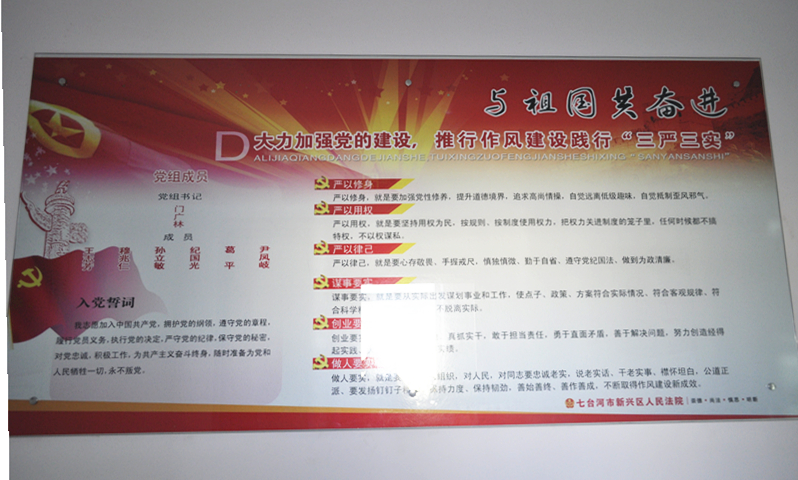 与祖国共奋进
大力加强党的建设，推行作风建设践行“三严三实”
DALIJIAQIANGDANGDEJIANSHE,TUIXINGZUOFENGJIANSHESHIXING“SANYANSANSHI”
党组成员
党组书记
门广林
成员
穆兆仁 孙立敏 纪国光 葛平 尹凤岐
入党誓词
我志愿加入中国共产党，拥护党的纲领，遵守党的章程，
履行党员义务，执行党的决定，严守党的纪律，保守党的秘密，
对党忠诚，积极工作，为共产主义奋斗终身，随时准备为党和
人民牺牲一切，永不叛党。
严以修身
严以修身，就是要加强党性修养，提升道德境界，追求高尚情操，自觉远离低级趣味，自觉抵制歪风邪气。
严以用权
严以用权，就是要坚持用权为民，按规则、按制度使用权力，把权力关进制度的笼子里，任何时候都不搞
特权，不以权谋私。
严以律己
严以律己，就是要心存敬畏、手握戒尺，慎独慎微、勤于自省、遵守党纪国法、做到为政清廉。
谋事要实
谋事要实，就是要从实际出发谋划事业和工作，使点子、政策、方案符合实际情况、符合客观规律、符
合科学 不脱离实际。
创业要
创业要 真抓实干，敢于担当责任，勇于直面矛盾，善于解决问题，努力创造经得
起实践、 实绩。
做人要实
做人要实，就是要 组织，对人民、对同志要忠诚老实，说老实话、干老实事、襟怀坦白，公道正
派、要发扬钉钉子 持力度、保持韧劲、善始善终、善作善成，不断取得作风建设新成效。
七台河市新兴区人民法院